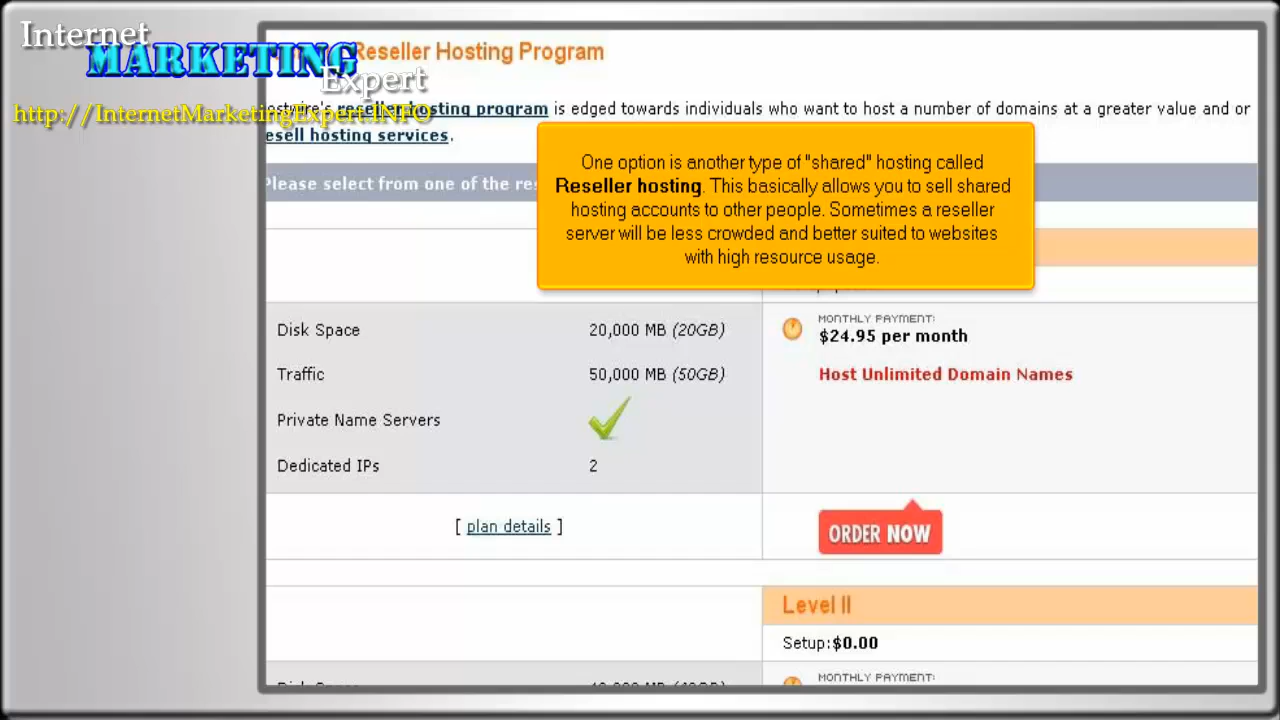 Internet
MARKETING
Expert
http://InternetMarketingExpert.INFO
Reseller Hosting Program
reseller hosting program is edged towards individuals who want to host a number of domains at a greater value and or
esell hosting services.
Please select from one of the res
One option is another type of "shared" hosting called
Reseller hosting. This basically allows you to sell shared
hosting accounts to other people. Sometimes a reseller
server will be less crowded and better suited to websites
with high resource usage.
Disk Space 20,000 MB (20GB)
MONTHLY PAYMENT:
$24.95 per month
Traffic 50,000 MB (50GB)
Host Unlimited Domain Names
Private Name Servers
Dedicated IPs 2
[ plan details ]
ORDER NOW
Level II
Setup:$0.00
MONTHLY PAYMENT: